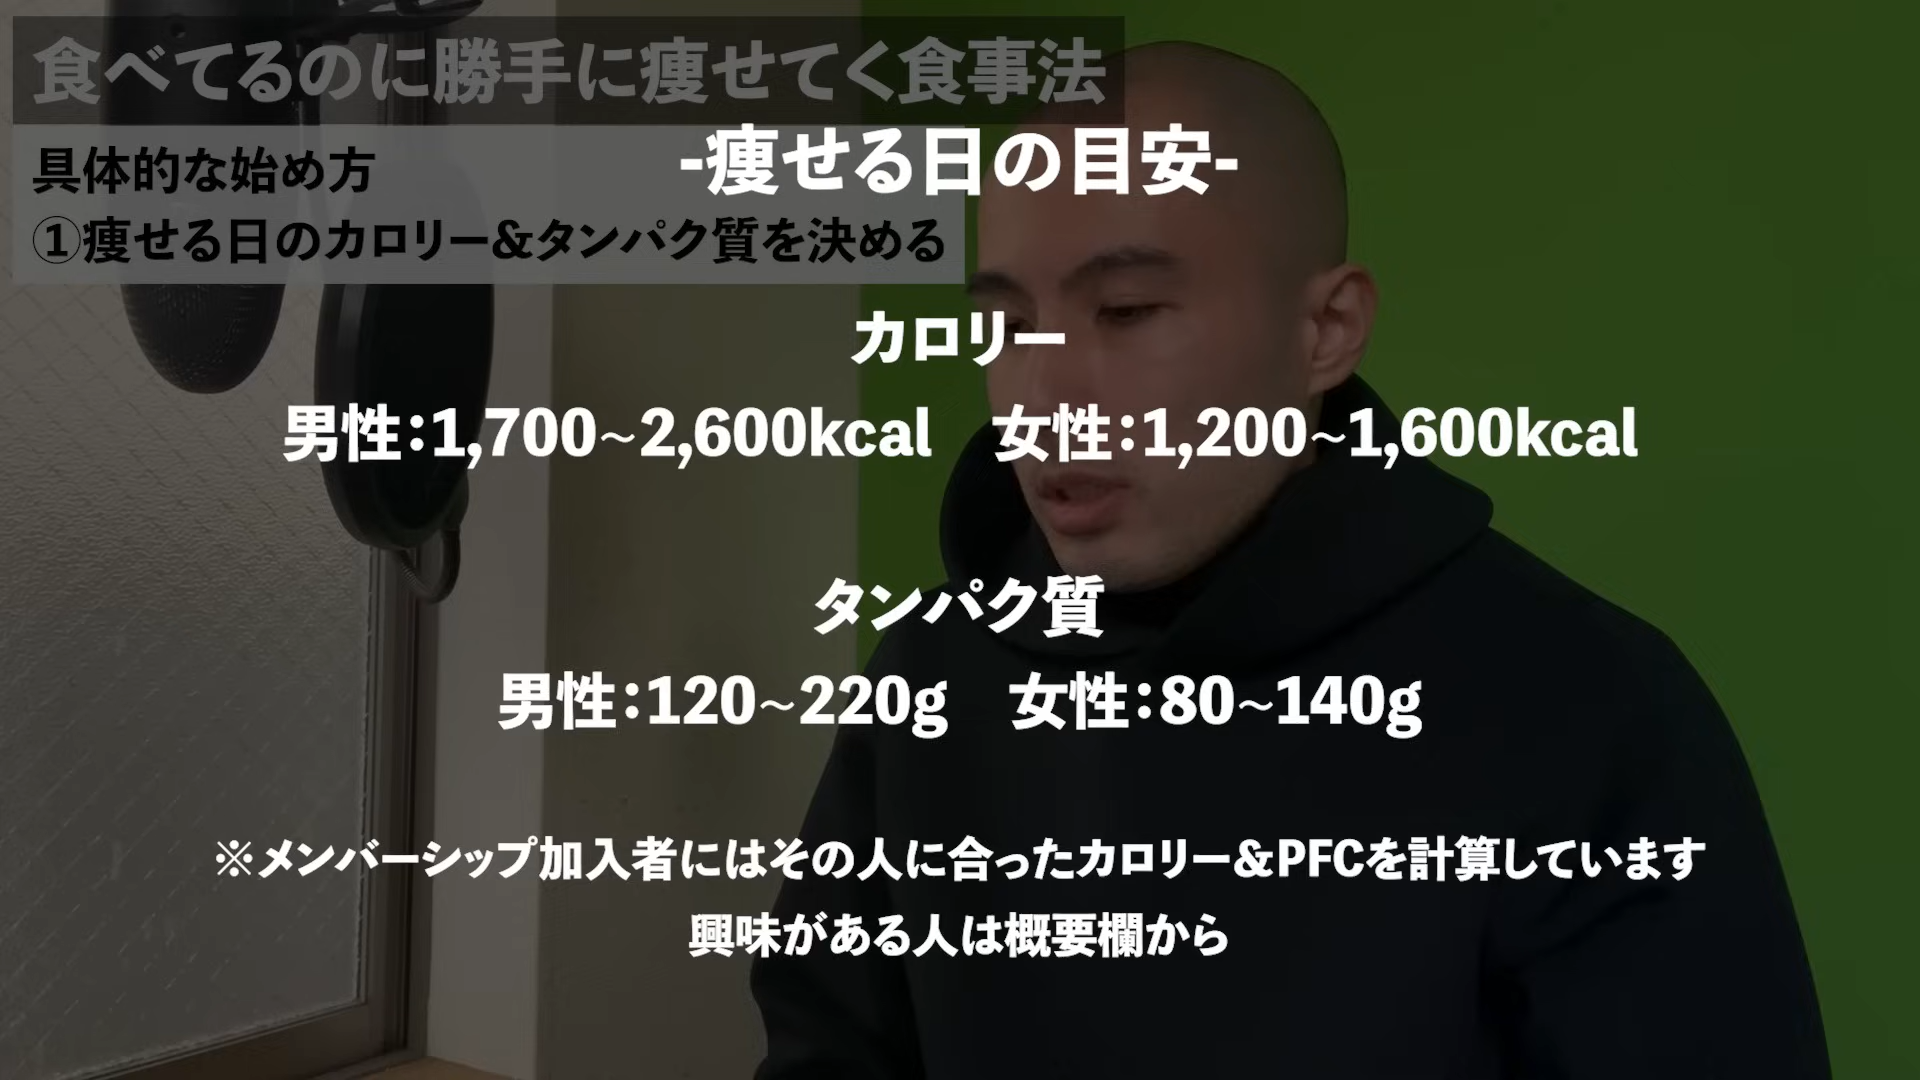 食べてるのに勝手に痩せてく食事法
具体的な始め方
①痩せる日のカロリー&タンパク質を決める
-痩せる日の目安-
カロリー
男性：1,700~2,600kcal　女性：1,200~1,600kcal
タンパク質
男性：120~220g　女性：80~140g
※メンバーシップ加入者にはその人に合ったカロリー&PFCを計算しています
興味がある人は概要欄から